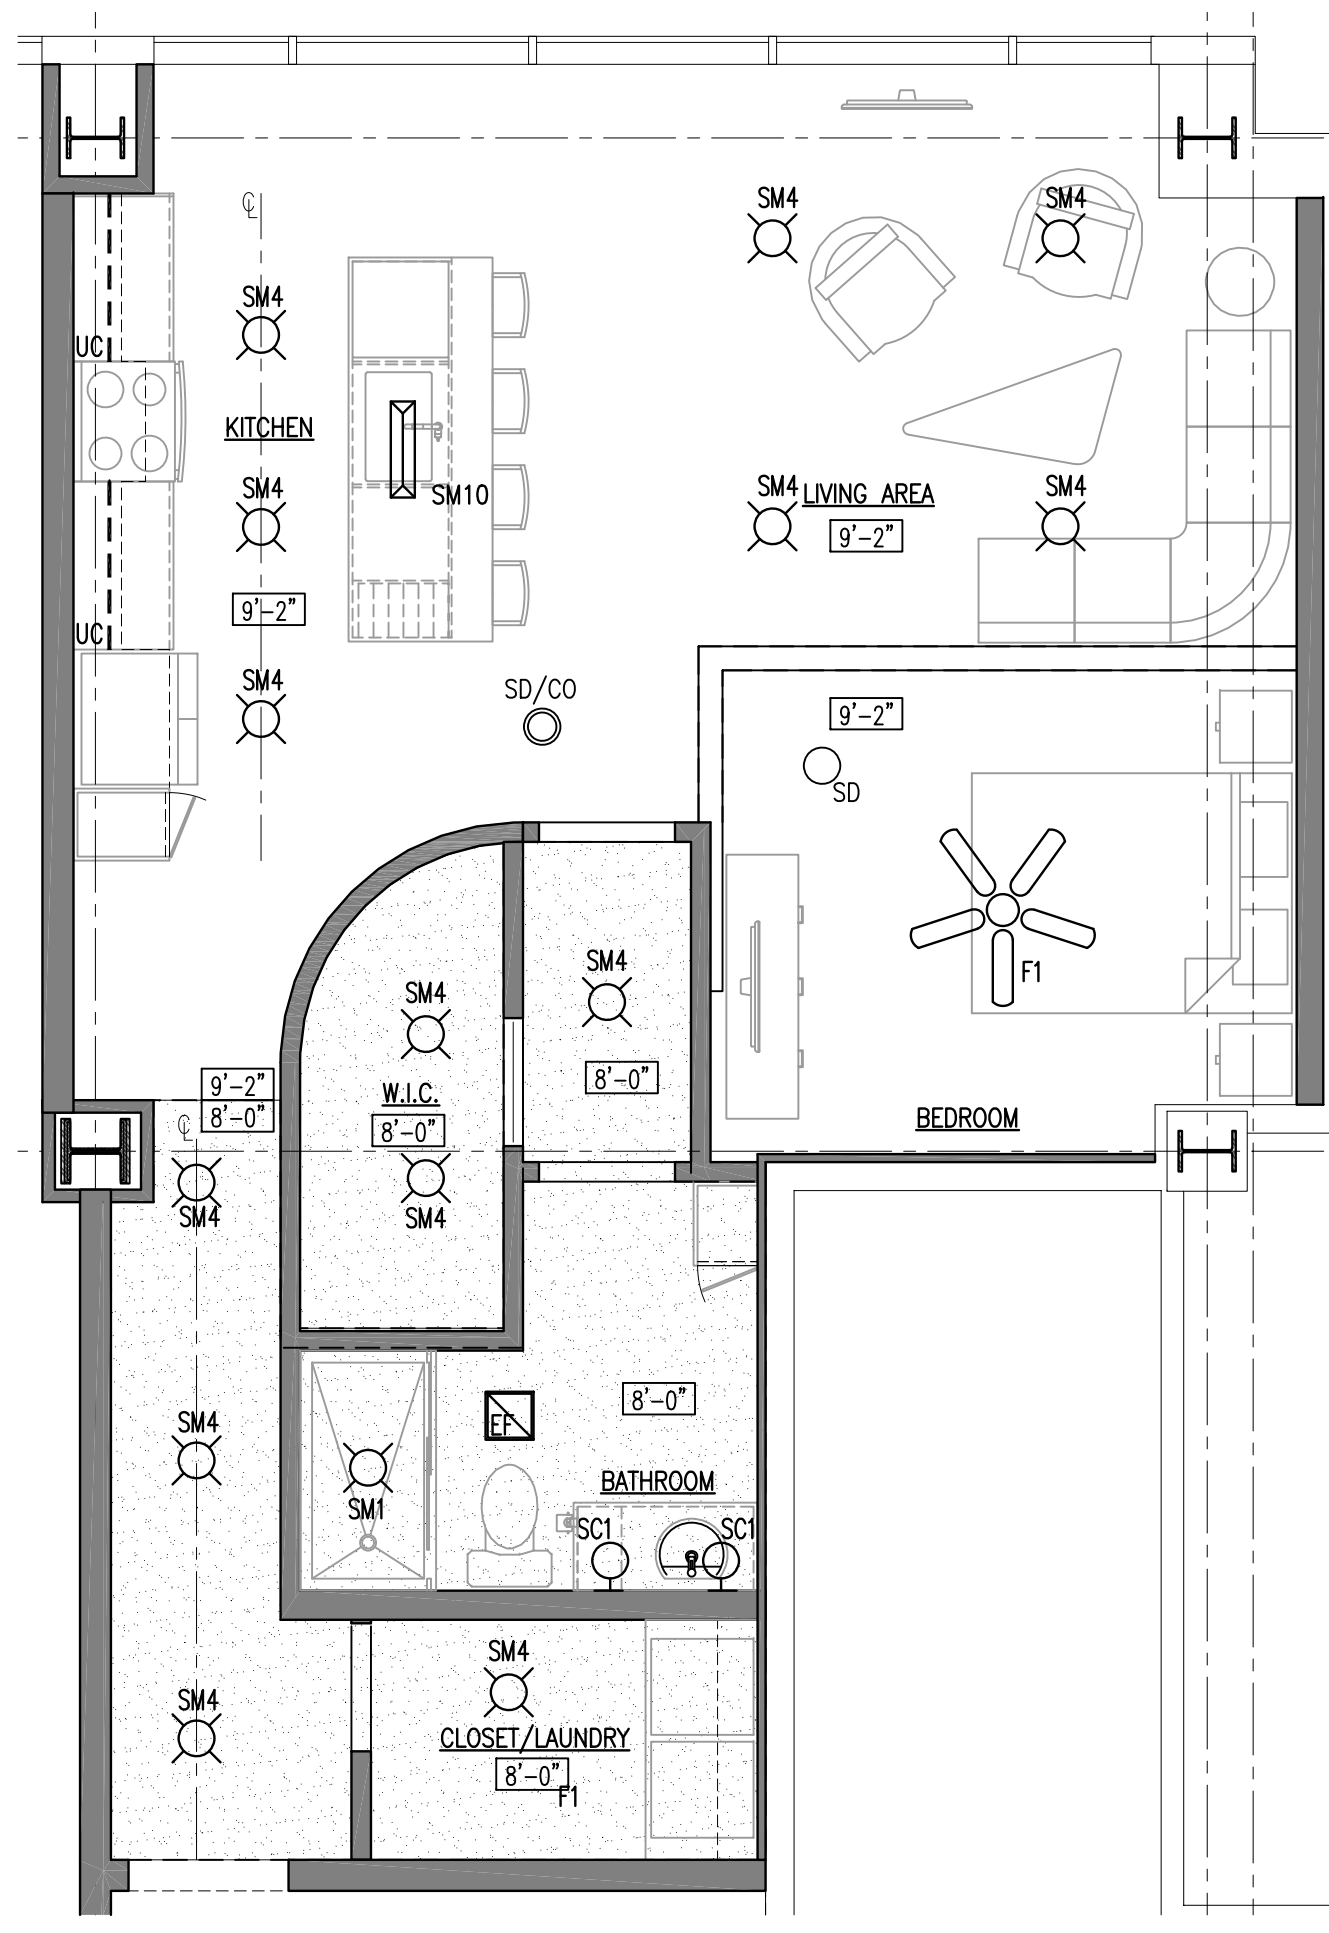 SM4
SM4
℄
SM4
UC
KITCHEN
SM4
SM10
SM4
LIVING AREA
SM4
9'-2"
9'-2"
UC
SM4
SD/CO
9'-2"
SD
SM4
SM4
F1
9'-2"
8'-0"
W.I.C.
8'-0"
8'-0"
BEDROOM
℄
SM4
SM4
SM4
EF
8'-0"
BATHROOM
SM1
SC1
SC1
SM4
SM4
CLOSET/LAUNDRY
8'-0"
F1